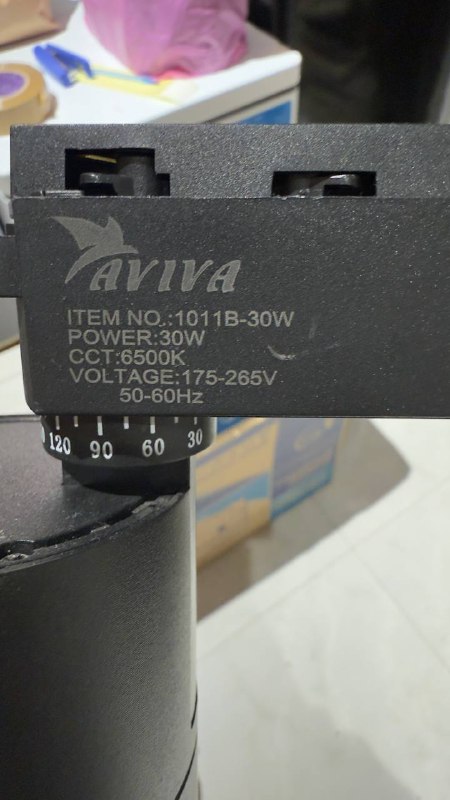 AVIVA
ITEM NO.:1011B-30W
POWER:30W
CCT:6500K
VOLTAGE:175-265V
50-60Hz
120 90 60 30